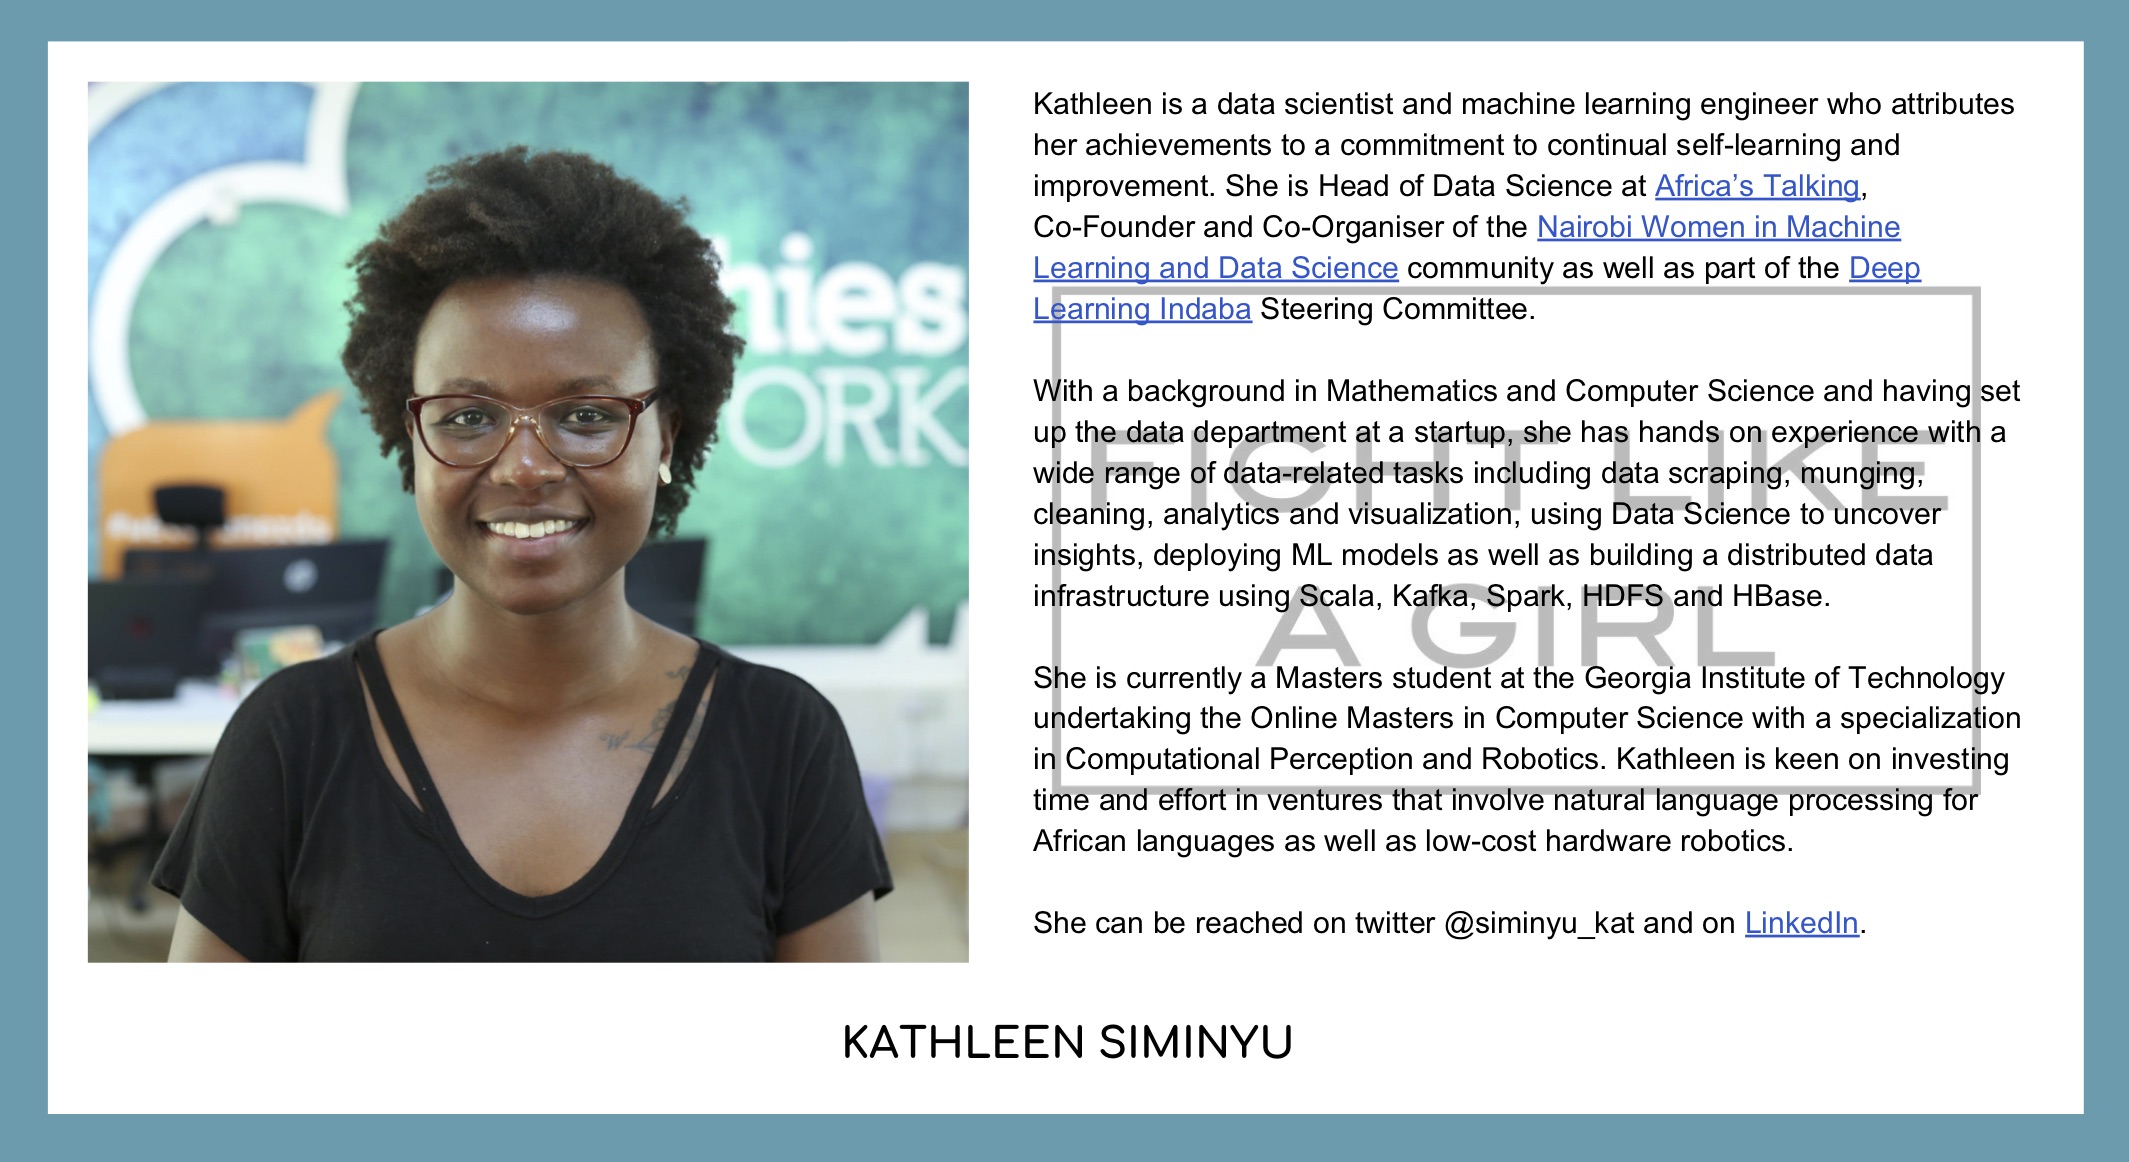 Kathleen is a data scientist and machine learning engineer who attributes
her achievements to a commitment to continual self-learning and
improvement. She is Head of Data Science at Africa’s Talking,
Co-Founder and Co-Organiser of the Nairobi Women in Machine
Learning and Data Science community as well as part of the Deep
Learning Indaba Steering Committee.
With a background in Mathematics and Computer Science and having set
up the data department at a startup, she has hands on experience with a
wide range of data-related tasks including data scraping, munging,
cleaning, analytics and visualization, using Data Science to uncover
insights, deploying ML models as well as building a distributed data
infrastructure using Scala, Kafka, Spark, HDFS and HBase.
She is currently a Masters student at the Georgia Institute of Technology
undertaking the Online Masters in Computer Science with a specialization
in Computational Perception and Robotics. Kathleen is keen on investing
time and effort in ventures that involve natural language processing for
African languages as well as low-cost hardware robotics.
She can be reached on twitter @siminyu_kat and on LinkedIn.
FIGHT LIKE
A GIRL
hies
ORK
KATHLEEN SIMINYU